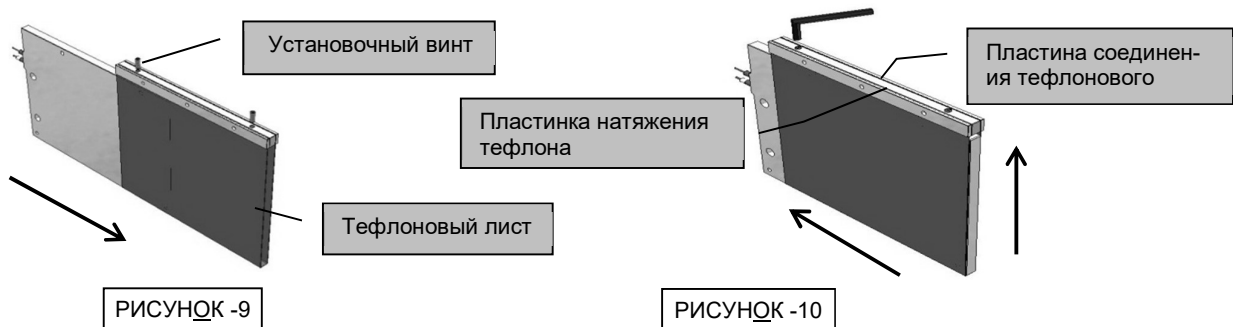 Установочный винт
Тефлоновый лист
РИСУНОК -9
Пластина соединен-
ия тефлонового
Пластинка натяжения
тефлона
РИСУНОК -10